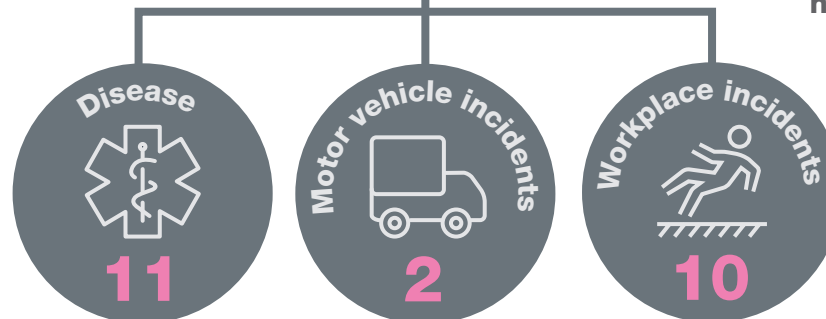 Disease
11
Motor vehicle incidents
2
Workplace incidents
10